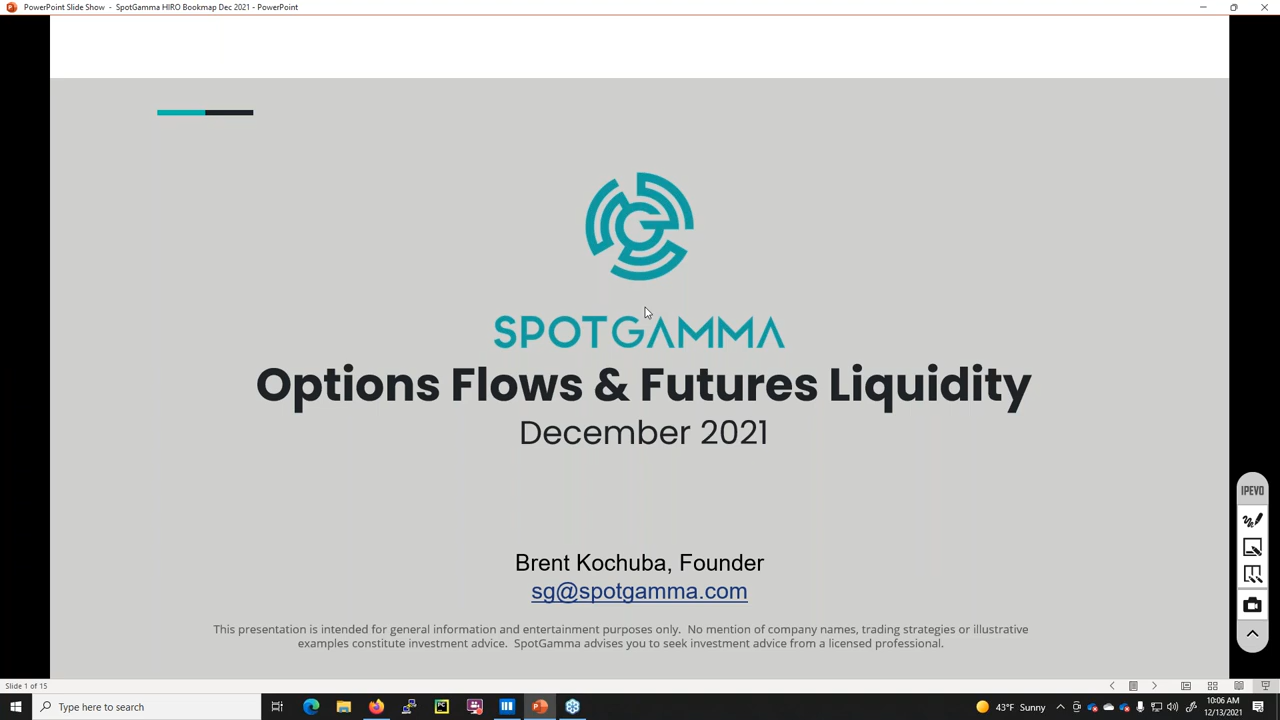 PowerPoint Slide Show - SpotGamma HIRO Bookmap Dec 2021 - PowerPoint
SPOTGAMMA
Options Flows & Futures Liquidity
December 2021
IPEVO
Brent Kochuba, Founder
sg@spotgamma.com
This presentation is intended for general information and entertainment purposes only. No mention of company names, trading strategies or illustrative
examples constitute investment advice. SpotGamma advises you to seek investment advice from a licensed professional.
Slide 1 of 15
Type here to search
43°F Sunny
10:06 AM
12/13/2021